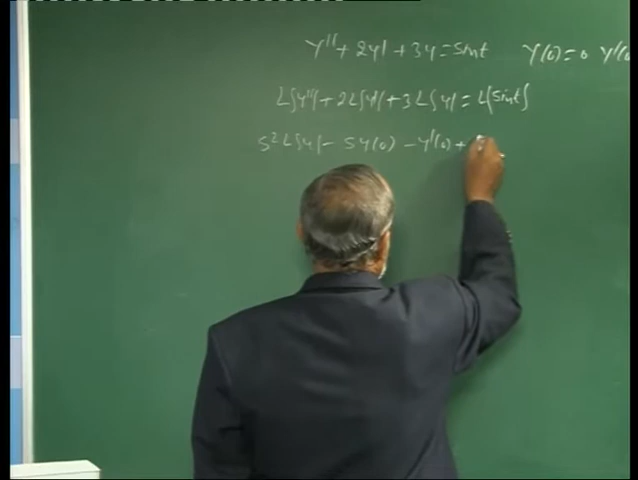 y'' + 2y' + 3y = sint y(0) = 0 y'(0
L{y''} + 2L{y'} + 3L{y} = L{sint}
s²L{y} - sy(0) - y'(0) +